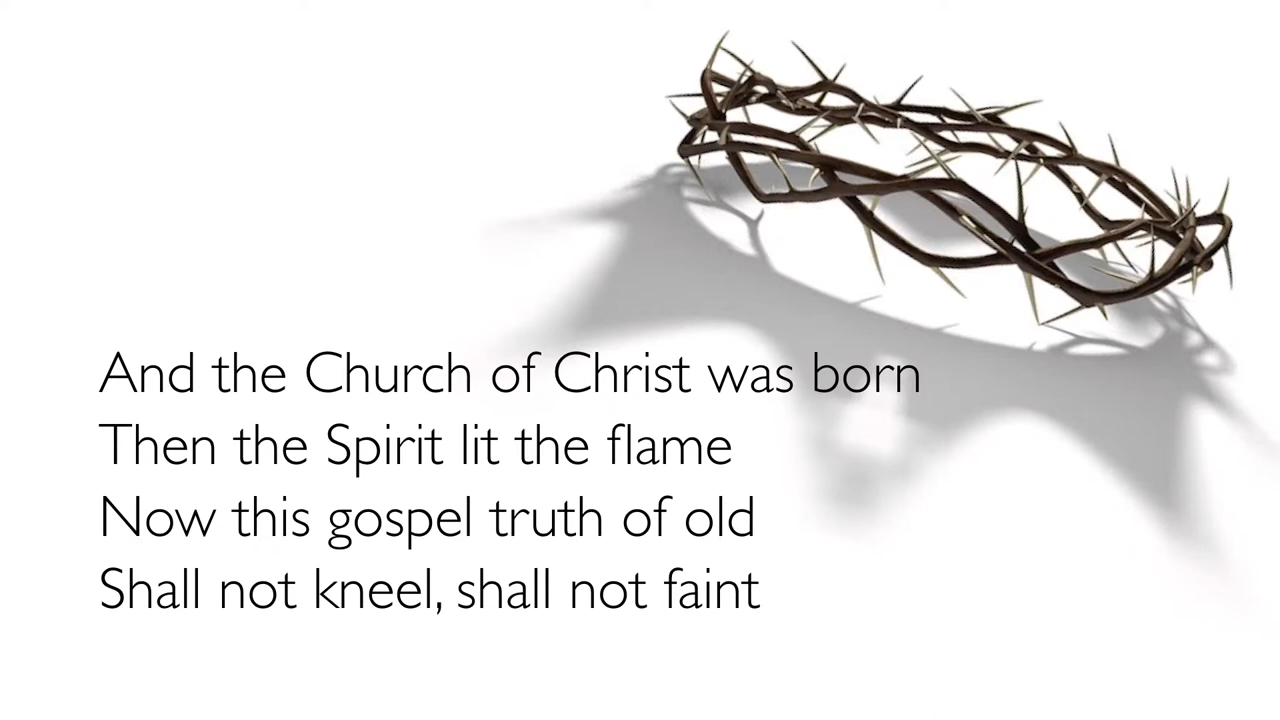 And the Church of Christ was born
Then the Spirit lit the flame
Now this gospel truth of old
Shall not kneel, shall not faint